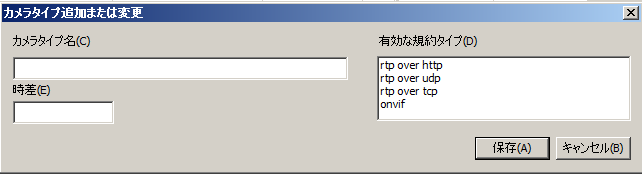 カメラタイプ追加または変更
カメラタイプ名(C)
有効な規約タイプ(D)
rtp over http
rtp over udp
rtp over tcp
onvif
時差(E)
保存(A)
キャンセル(B)